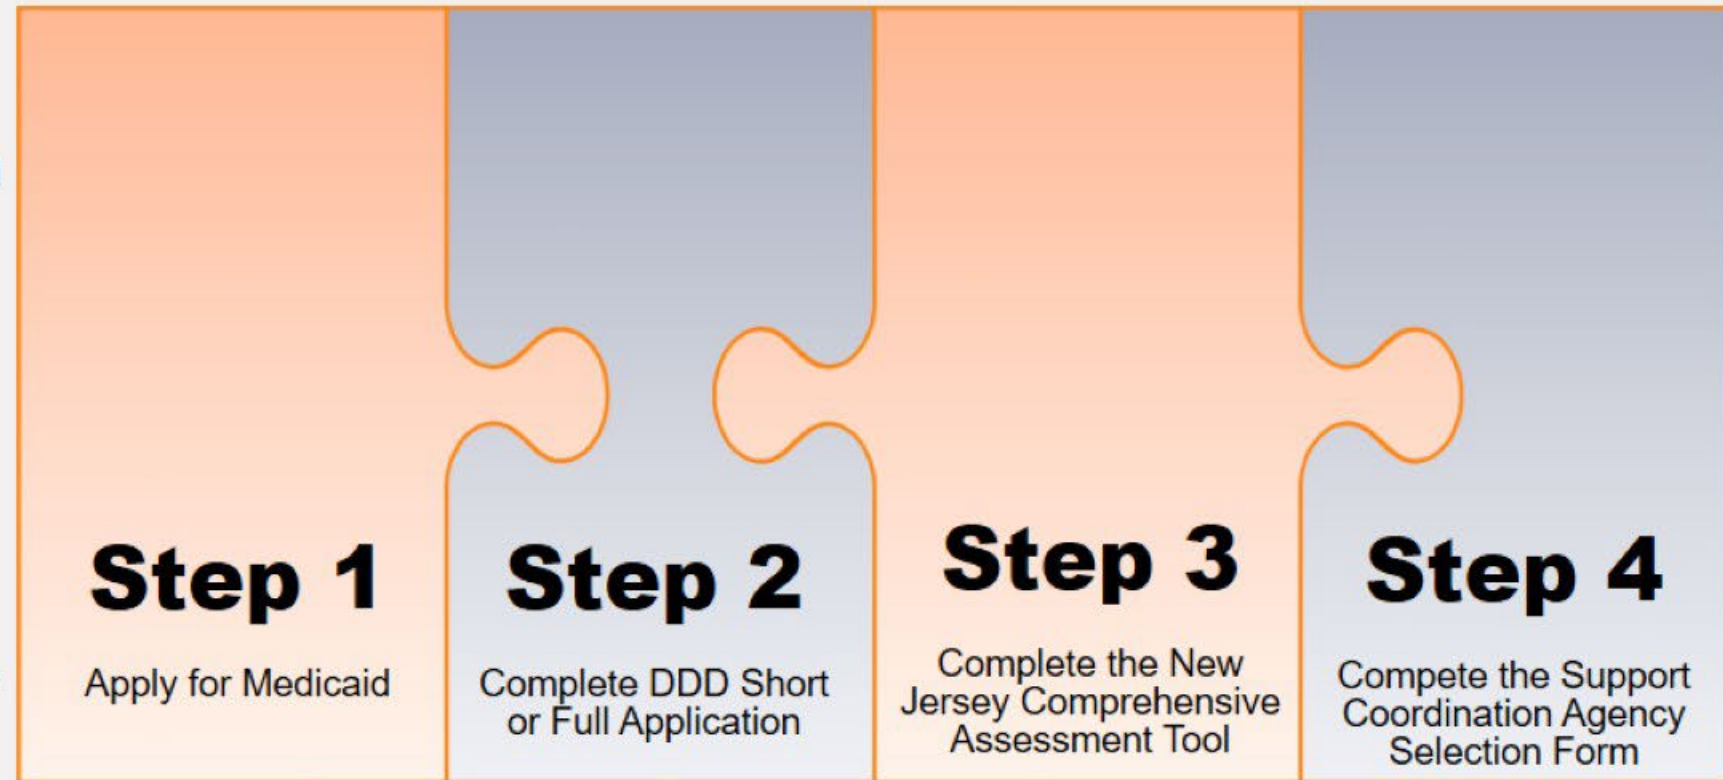 Step 1
Apply for Medicaid
Step 2
Complete DDD Short
or Full Application
Step 3
Complete the New
Jersey Comprehensive
Assessment Tool
Step 4
Compete the Support
Coordination Agency
Selection Form